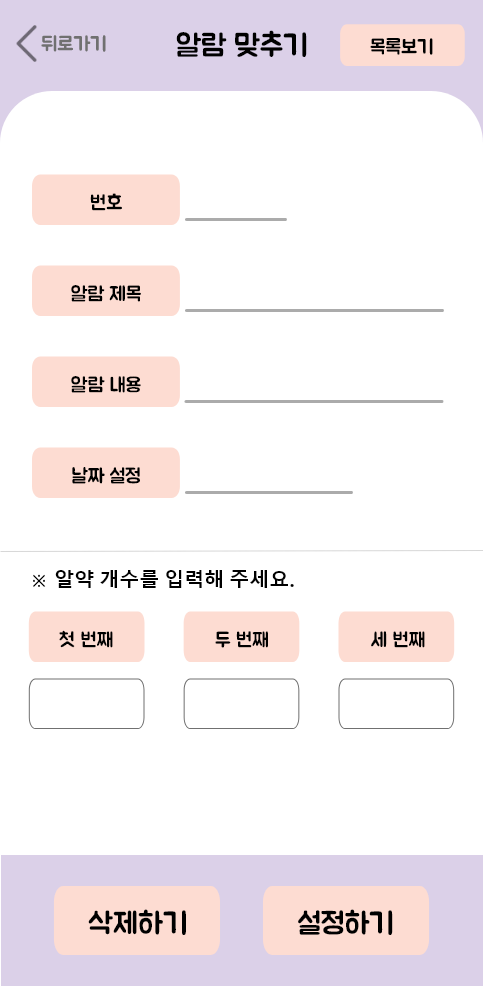 뒤로가기 알람 맞추기 목록보기
번호
알람 제목
알람 내용
날짜 설정
※ 알약 개수를 입력해 주세요.
첫 번째 두 번째 세 번째
삭제하기 설정하기